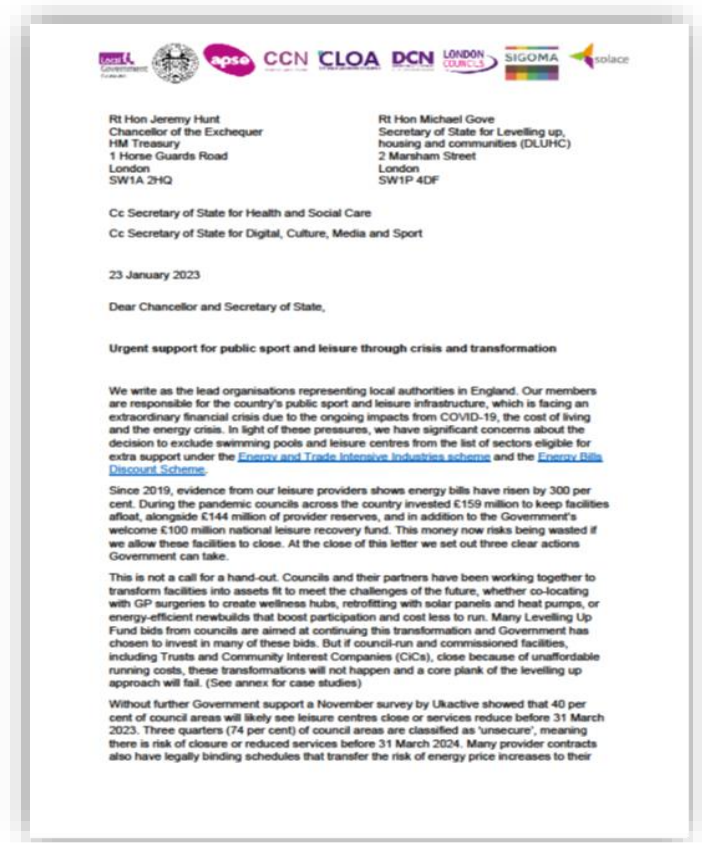 Local
Government
apse
CCN
CLOA
DCN
LONDON
COUNCILS
SIGOMA
solace
Rt Hon Jeremy Hunt
Chancellor of the Exchequer
HM Treasury
1 Horse Guards Road
London
SW1A 2HQ
Rt Hon Michael Gove
Secretary of State for Levelling up,
housing and communities (DLUHC)
2 Marsham Street
London
SW1P 4DF
Cc Secretary of State for Health and Social Care
Cc Secretary of State for Digital, Culture, Media and Sport
23 January 2023
Dear Chancellor and Secretary of State,
Urgent support for public sport and leisure through crisis and transformation
We write as the lead organisations representing local authorities in England. Our members
are responsible for the country's public sport and leisure infrastructure, which is facing an
extraordinary financial crisis due to the ongoing impacts from COVID-19, the cost of living
and the energy crisis. In light of these pressures, we have significant concerns about the
decision to exclude swimming pools and leisure centres from the list of sectors eligible for
extra support under the Energy and Trade Intensive Industries scheme and the Energy Bills
Discount Scheme.
Since 2019, evidence from our leisure providers shows energy bills have risen by 300 per
cent. During the pandemic councils across the country invested £159 million to keep facilities
afloat, alongside £144 million of provider reserves, and in addition to the Government's
welcome £100 million national leisure recovery fund. This money now risks being wasted if
we allow these facilities to close. At the close of this letter we set out three clear actions
Government can take.
This is not a call for a hand-out. Councils and their partners have been working together to
transform facilities into assets fit to meet the challenges of the future, whether co-locating
with GP surgeries to create wellness hubs, retrofitting with solar panels and heat pumps, or
energy-efficient newbuilds that boost participation and cost less to run. Many Levelling Up
Fund bids from councils are aimed at continuing this transformation and Government has
chosen to invest in many of these bids. But if council-run and commissioned facilities,
including Trusts and Community Interest Companies (CiCs), close because of unaffordable
running costs, these transformations will not happen and a core plank of the levelling up
approach will fail. (See annex for case studies)
Without further Government support a November survey by Ukactive showed that 40 per
cent of council areas will likely see leisure centres close or services reduce before 31 March
2023. Three quarters (74 per cent) of council areas are classified as 'unsecure', meaning
there is risk of closure or reduced services before 31 March 2024. Many provider contracts
also have legally binding schedules that transfer the risk of energy price increases to their